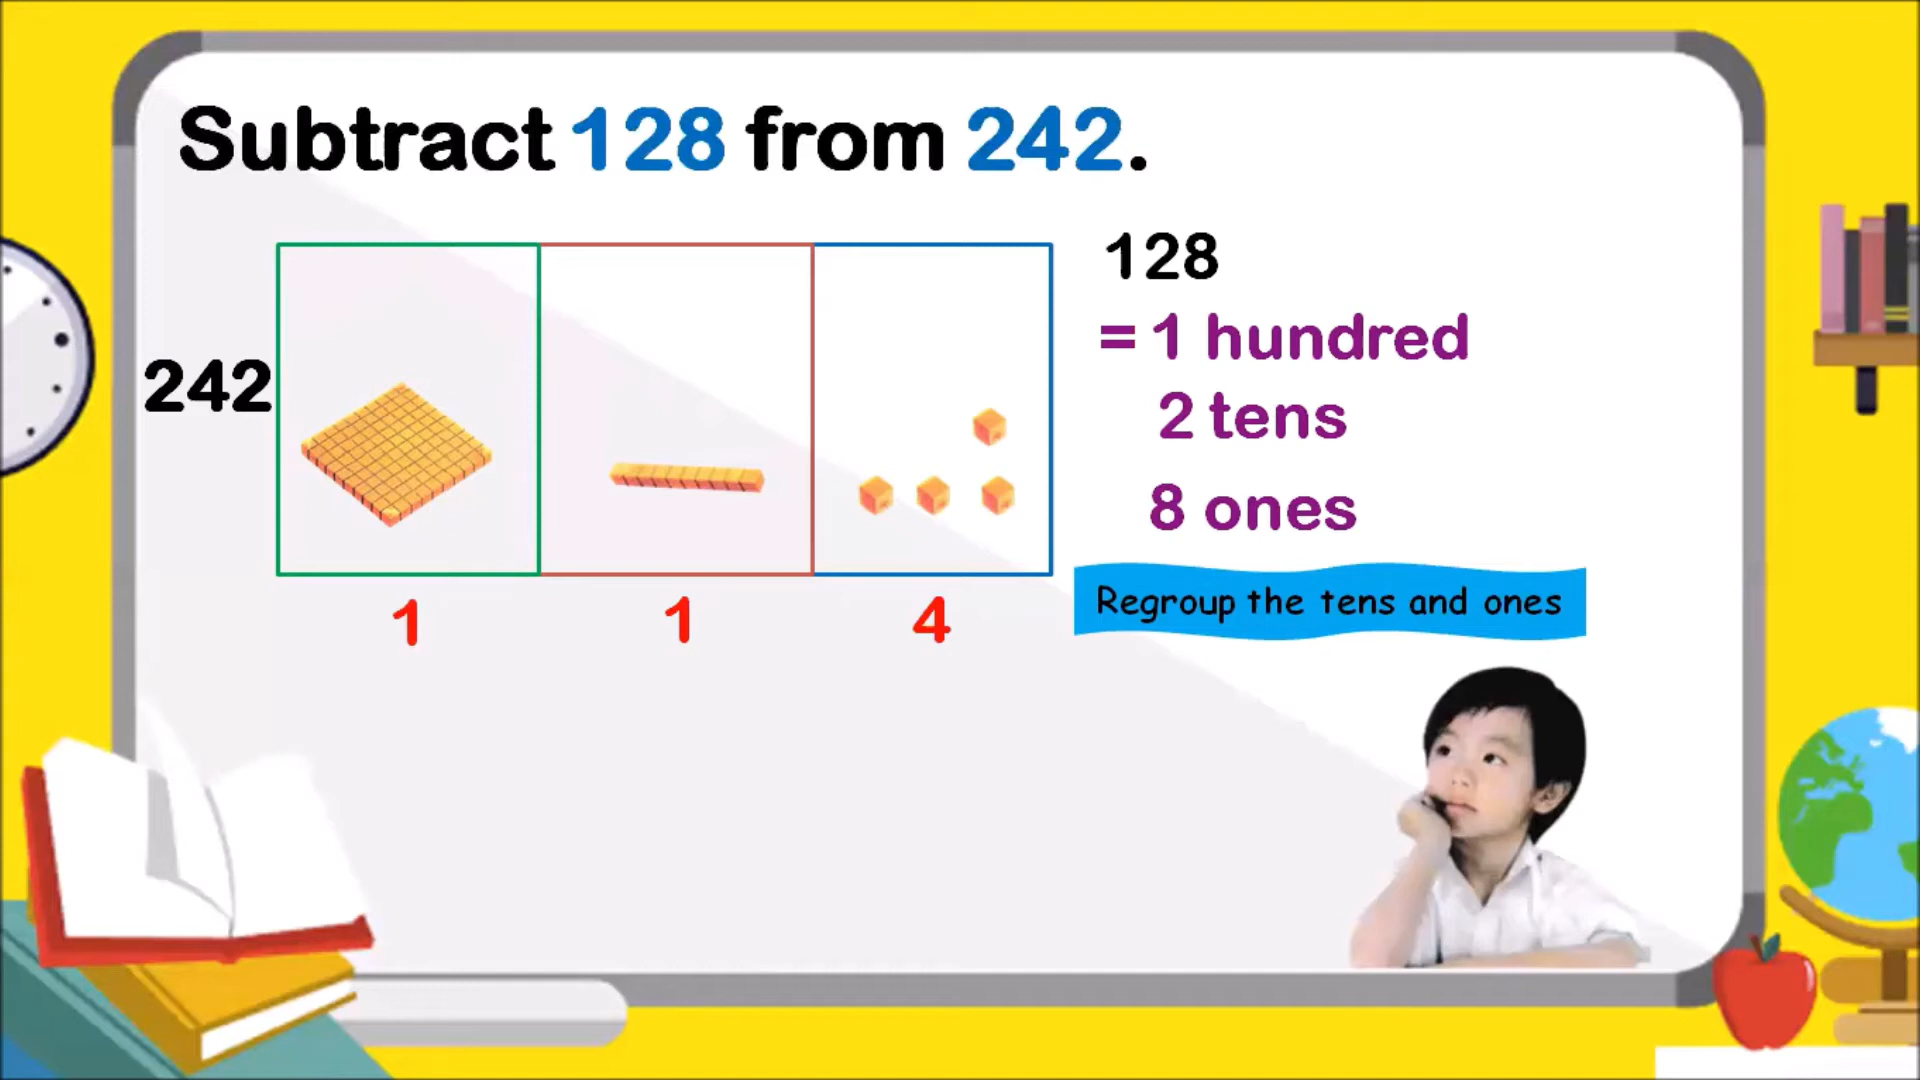 Subtract 128 from 242.
128
= 1 hundred
242
2 tens
8 ones
Regroup the tens and ones
1 1 4